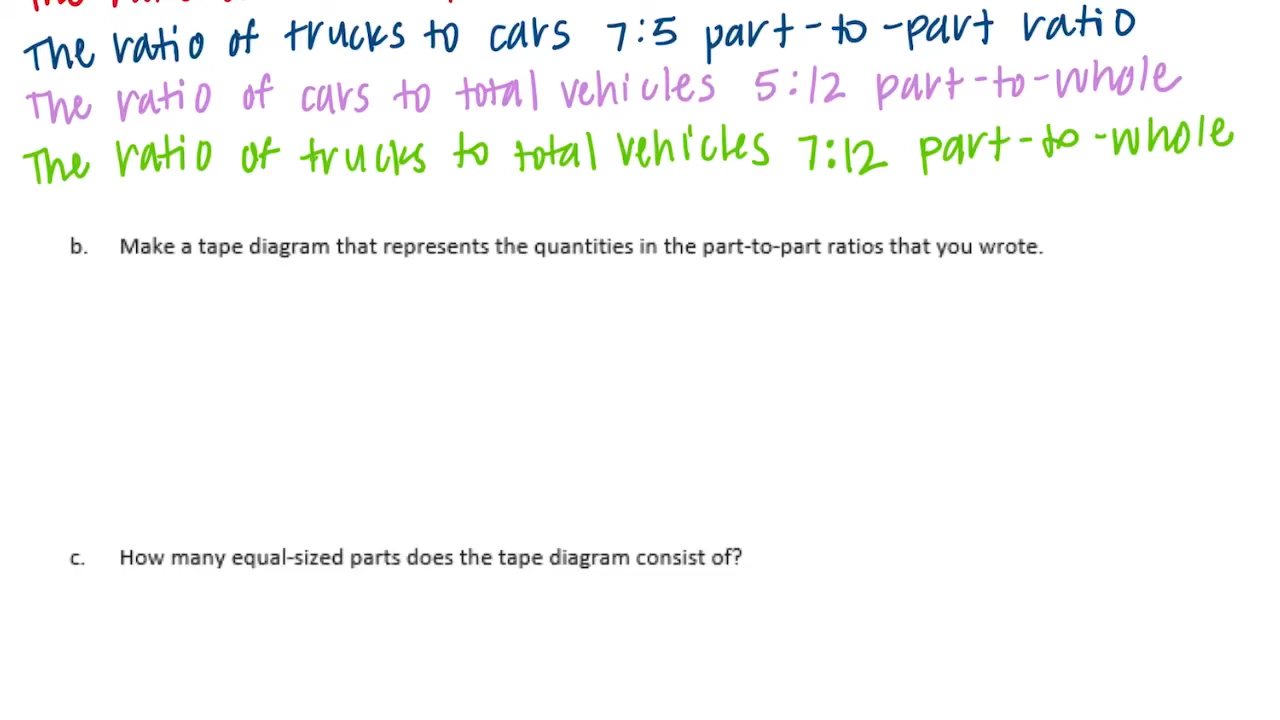 The ratio of trucks to cars 7:5 part-to-part ratio
The ratio of cars to total vehicles 5:12 part-to-whole
The ratio of trucks to total vehicles 7:12 part-to-whole
b. Make a tape diagram that represents the quantities in the part-to-part ratios that you wrote.
c. How many equal-sized parts does the tape diagram consist of?